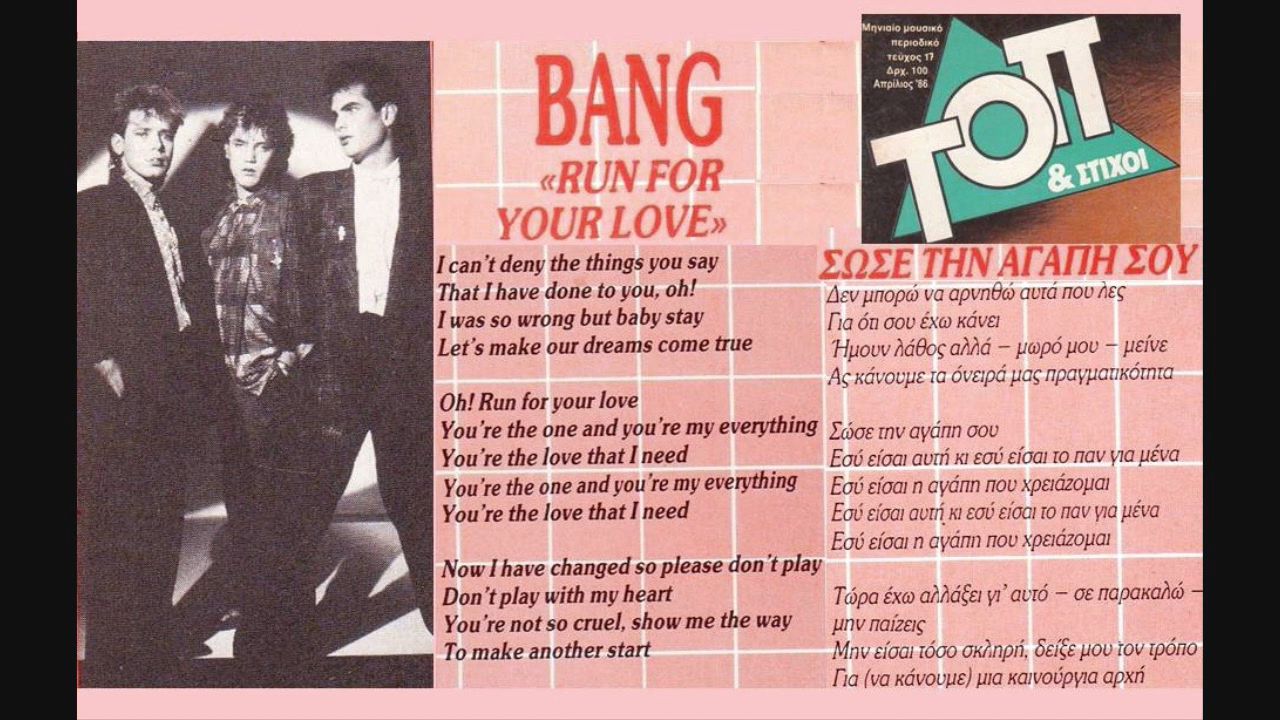 BANG
«RUN FOR
YOUR LOVE»
I can't deny the things you say
That I have done to you, oh!
I was so wrong but baby stay
Let's make our dreams come true
Oh! Run for your love
You're the one and you're my everything
You're the love that I need
You're the one and you're my everything
You're the love that I need
Now I have changed so please don't play
Don't play with my heart
You're not so cruel, show me the way
To make another start
Μηνιαίο μουσικό
περιοδικό
τεύχος 17
Δρχ. 100
Απρίλιος '86
ΤΟΠ
& ΣΤΙΧΟΙ
ΣΩΣΕ ΤΗΝ ΑΓΑΠΗ ΣΟΥ
Δεν μπορώ να αρνηθώ αυτά που λες
Για ότι σου έχω κάνει
Ήμουν λάθος αλλά – μωρό μου – μείνε
Ας κάνουμε τα όνειρά μας πραγματικότητα
Σώσε την αγάπη σου
Εσύ είσαι αυτή κι εσύ είσαι το παν για μένα
Εσύ είσαι η αγάπη που χρειάζομαι
Εσύ είσαι αυτή κι εσύ είσαι το παν για μένα
Εσύ είσαι η αγάπη που χρειάζομαι
Τώρα έχω αλλάξει γι' αυτό – σε παρακαλώ –
μην παίζεις
Μην είσαι τόσο σκληρή, δείξε μου τον τρόπο
Για (να κάνουμε) μια καινούργια αρχή